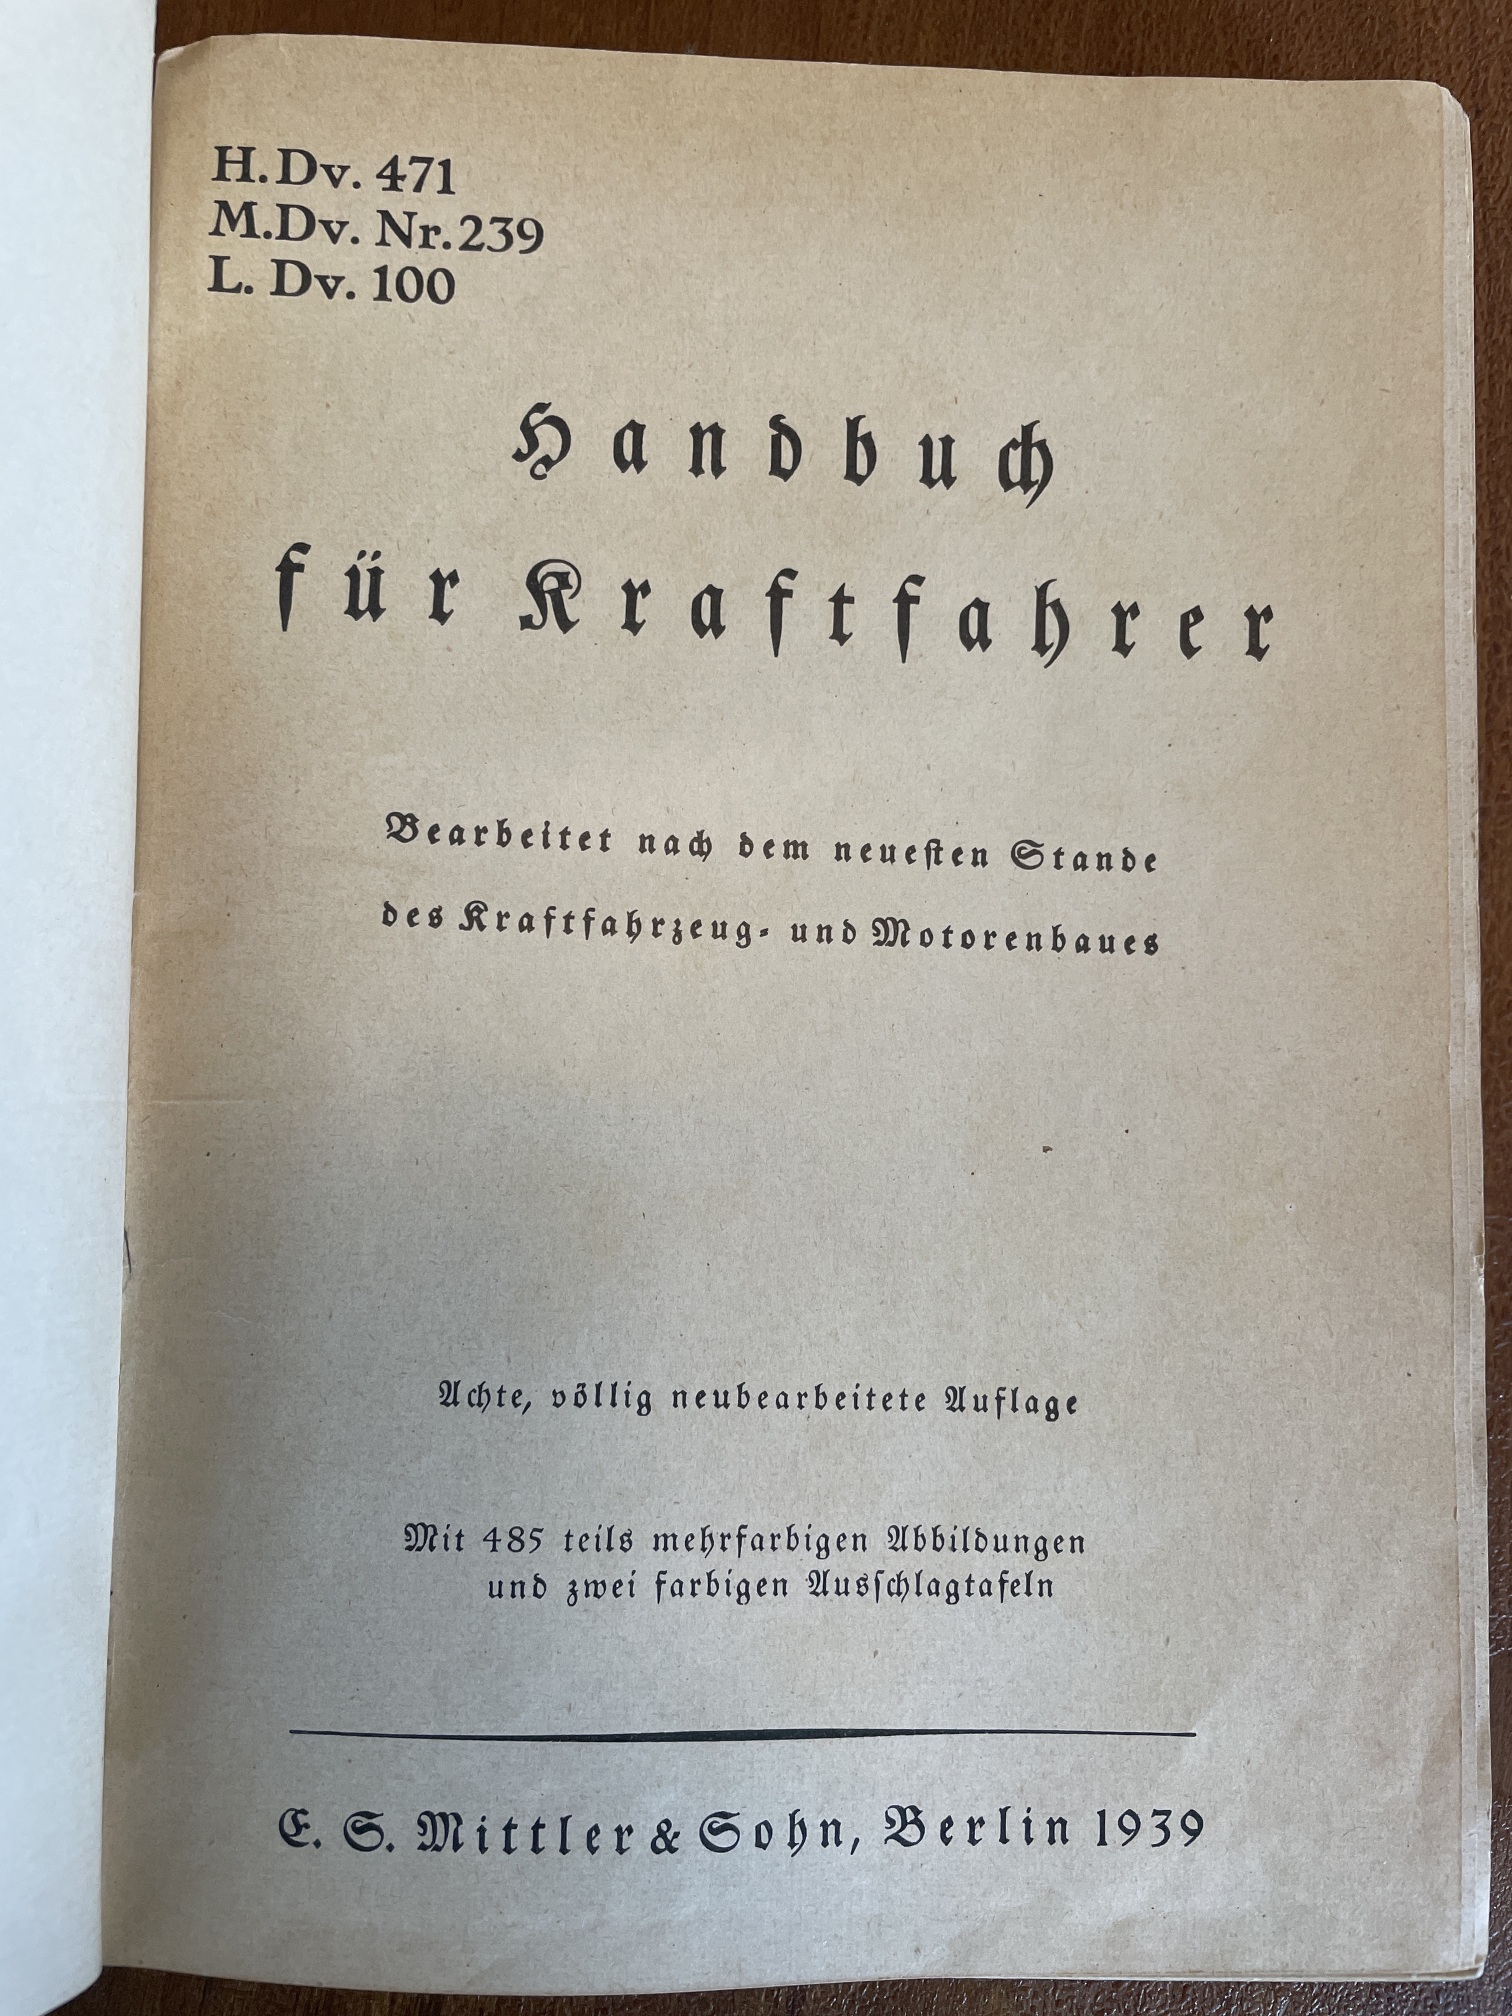 H.Dv. 471
M.Dv. Nr.239
L. Dv. 100
Handbuch
für Kraftfahrer
Bearbeitet nach dem neueſten Stande
des Kraftfahrzeug- und Motorenbaues
Achte, völlig neubearbeitete Auflage
Mit 485 teils mehrfarbigen Abbildungen
und zwei farbigen Ausſchlagtafeln
E. S. Mittler & Sohn, Berlin 1939